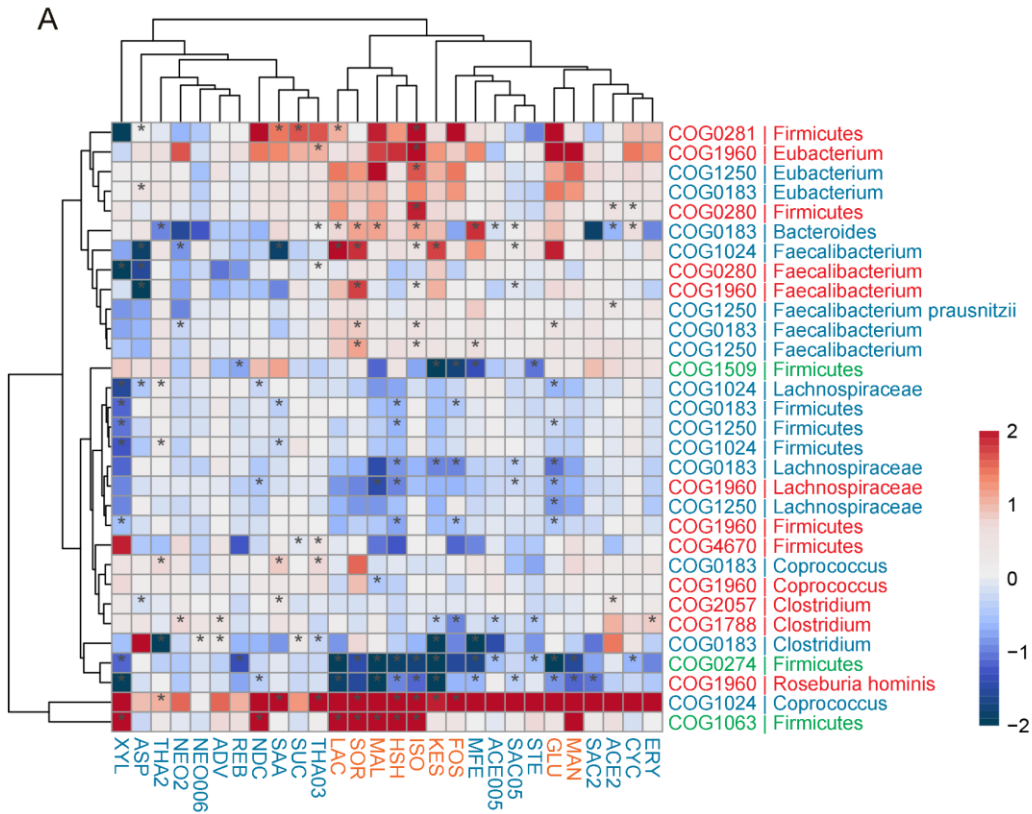 A
COG0281 | Firmicutes
COG1960 | Eubacterium
COG1250 | Eubacterium
COG0183 | Eubacterium
COG0280 | Firmicutes
COG0183 | Bacteroides
COG1024 | Faecalibacterium
COG0280 | Faecalibacterium
COG1960 | Faecalibacterium
COG1250 | Faecalibacterium prausnitzii
COG0183 | Faecalibacterium
COG1250 | Faecalibacterium
COG1509 | Firmicutes
COG1024 | Lachnospiraceae
COG0183 | Firmicutes
COG1250 | Firmicutes
COG1024 | Firmicutes
COG0183 | Lachnospiraceae
COG1960 | Lachnospiraceae
COG1250 | Lachnospiraceae
COG1960 | Firmicutes
COG4670 | Firmicutes
COG0183 | Coprococcus
COG1960 | Coprococcus
COG2057 | Clostridium
COG1788 | Clostridium
COG0183 | Clostridium
COG0274 | Firmicutes
COG1960 | Roseburia hominis
COG1024 | Coprococcus
COG1063 | Firmicutes
2
1
0
−1
−2
XYL
ASP
THA2
NEO2
NEO006
ADV
REB
NDC
SAA
SUC
THA03
LAC
SOR
MAL
HSH
ISO
KES
FOS
MFE
ACE005
SAC05
STE
GLU
MAN
SAC2
ACE2
CYC
ERY